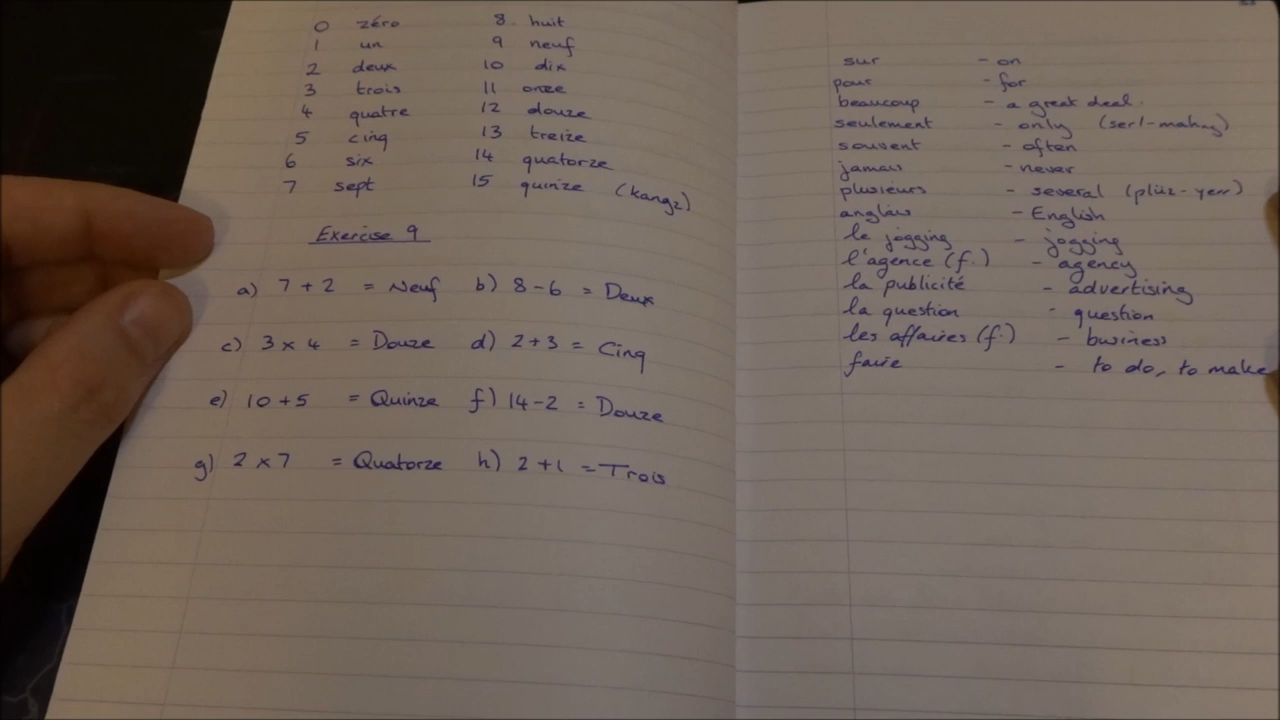 0 zéro 8 huit
1 un 9 neuf
2 deux 10 dix
3 trois 11 onze
4 quatre 12 douze
5 cinq 13 treize
6 six 14 quatorze
7 sept 15 quinze (kangz)
Exercise 9
a) 7 + 2 = Neuf b) 8 - 6 = Deux
c) 3 x 4 = Douze d) 2 + 3 = Cinq
e) 10 + 5 = Quinze f) 14 - 2 = Douze
g) 2 x 7 = Quatorze h) 2 + 1 = Trois
sur - on
pour - for
beaucoup - a great deal.
seulement - only (serl-mahng)
souvent - often
jamais - never
plusieurs - several (plüz-yerr)
anglais - English
le jogging - jogging
l'agence (f.) - agency
la publicité - advertising
la question - question
les affaires (f.) - business
faire - to do, to make